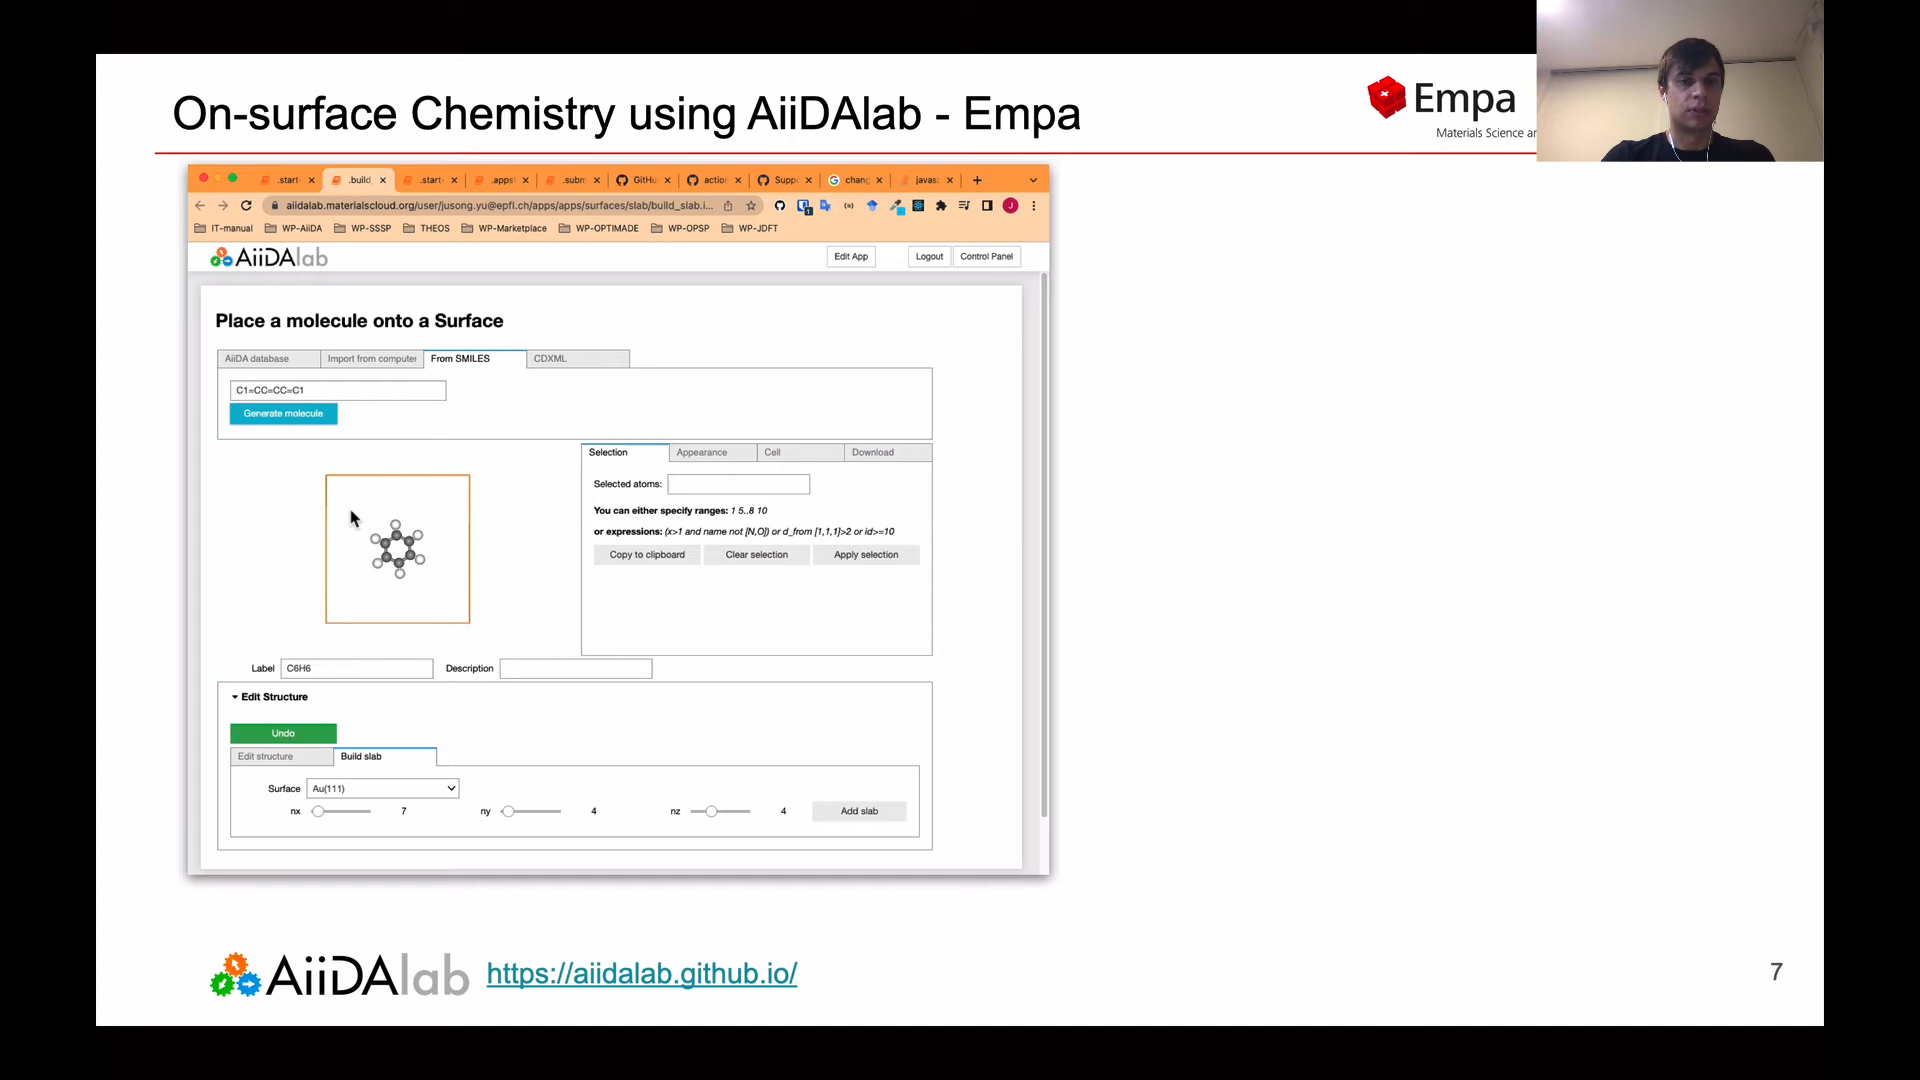 On-surface Chemistry using AiiDAlab - Empa
Empa
Materials Science an
.start-
.build_
.start-
.apps!
.subm
GitHu
action
Suppo
chang
javas
aiidalab.materialscloud.org/user/jusong.yu@epfl.ch/apps/apps/surfaces/slab/build_slab.i...
J
IT-manual
WP-AiiDA
WP-SSSP
THEOS
WP-Marketplace
WP-OPTIMADE
WP-OPSP
WP-JDFT
AiiDAlab
Edit App
Logout
Control Panel
Place a molecule onto a Surface
AiiDA database
Import from computer
From SMILES
CDXML
C1=CC=CC=C1
Generate molecule
Selection
Appearance
Cell
Download
Selected atoms:
You can either specify ranges: 1 5..8 10
or expressions: (x>1 and name not [N,O]) or d_from [1,1,1]>2 or id>=10
Copy to clipboard
Clear selection
Apply selection
Label
C6H6
Description
Edit Structure
Undo
Edit structure
Build slab
Surface
Au(111)
nx
7
ny
4
nz
4
Add slab
AiiDAlab
https://aiidalab.github.io/
7